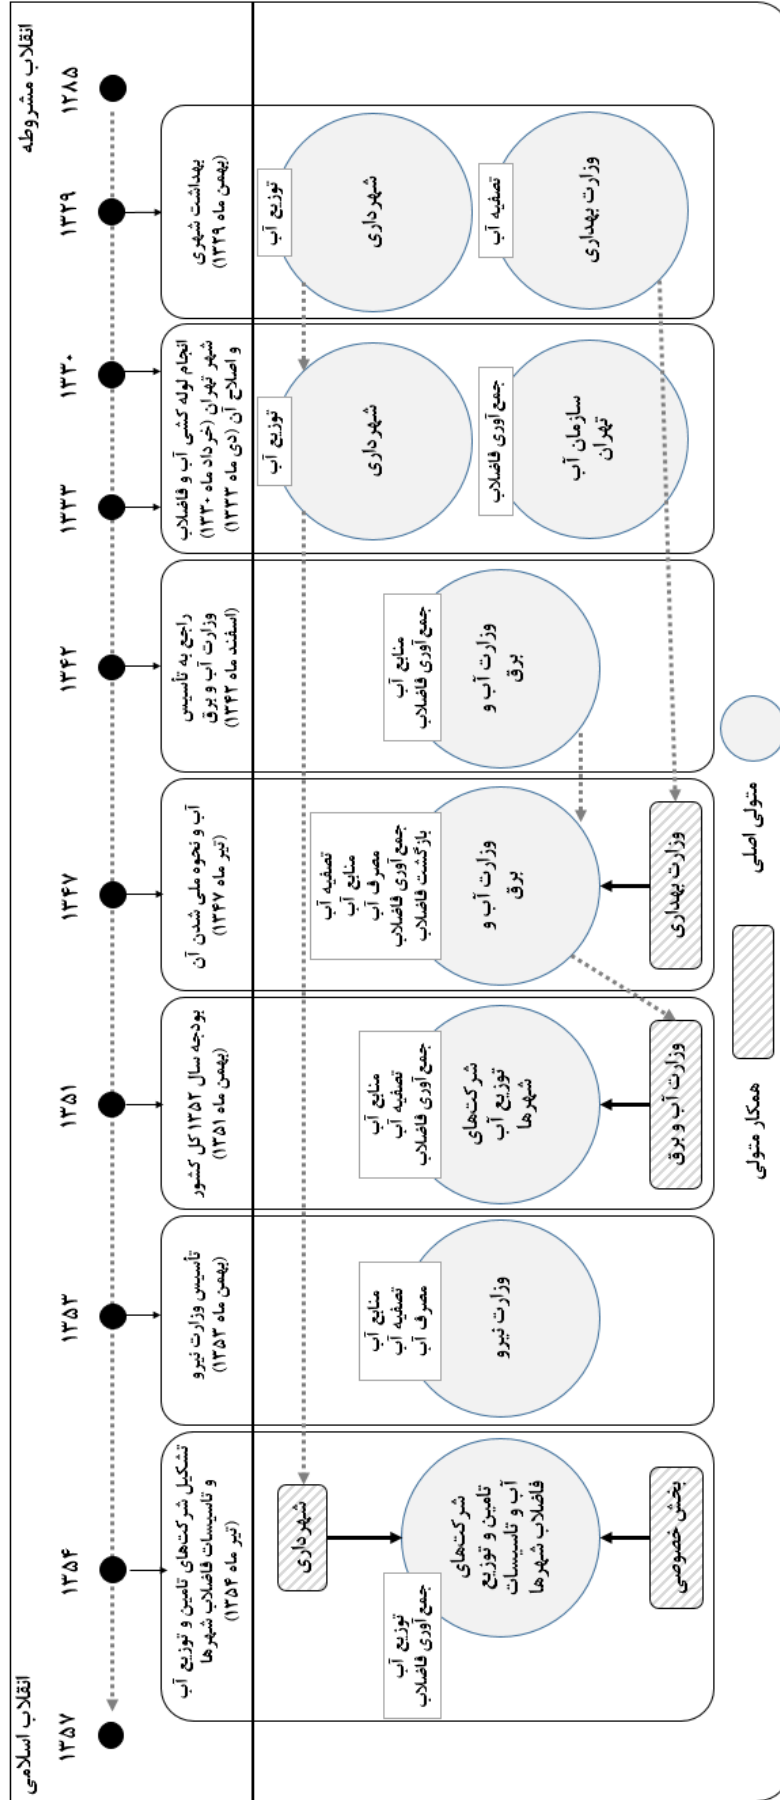 انقلاب مشروطه
۱۲۸۵
۱۳۲۹
۱۳۳۰
۱۳۳۳
۱۳۴۲
۱۳۴۷
۱۳۵۱
۱۳۵۳
۱۳۵۴
۱۳۵۷
انقلاب اسلامی
بهداشت شهری
(بهمن ماه ۱۳۲۹)
توزیع آب
شهرداری
تصفیه آب
وزارت بهداری
انجام لوله کشی آب و فاضلاب
شهر تهران (خرداد ماه ۱۳۳۰)
و اصلاح آن (دی ماه ۱۳۳۳)
توزیع آب
شهرداری
جمع آوری فاضلاب
سازمان آب
تهران
راجع به تأسیس
وزارت آب و برق
(اسفند ماه ۱۳۴۲)
منابع آب
جمع آوری فاضلاب
وزارت آب و
برق
آب و نحوه ملی شدن آن
(تیر ماه ۱۳۴۷)
تصفیه آب
منابع آب
مصرف آب
جمع آوری فاضلاب
بازگشت فاضلاب
وزارت آب و
برق
وزارت بهداری
بودجه سال ۱۳۵۲ کل کشور
(بهمن ماه ۱۳۵۱)
منابع آب
تصفیه آب
جمع آوری فاضلاب
شرکت‌های
توزیع آب
شهرها
وزارت آب و برق
تأسیس وزارت نیرو
(بهمن ماه ۱۳۵۳)
منابع آب
تصفیه آب
مصرف آب
وزارت نیرو
تشکیل شرکت‌های تامین و توزیع آب
و تاسیسات فاضلاب شهرها
(تیر ماه ۱۳۵۴)
شهرداری
توزیع آب
جمع آوری فاضلاب
شرکت‌های
تامین و توزیع
آب و تاسیسات
فاضلاب شهرها
بخش خصوصی
متولی اصلی
همکار متولی